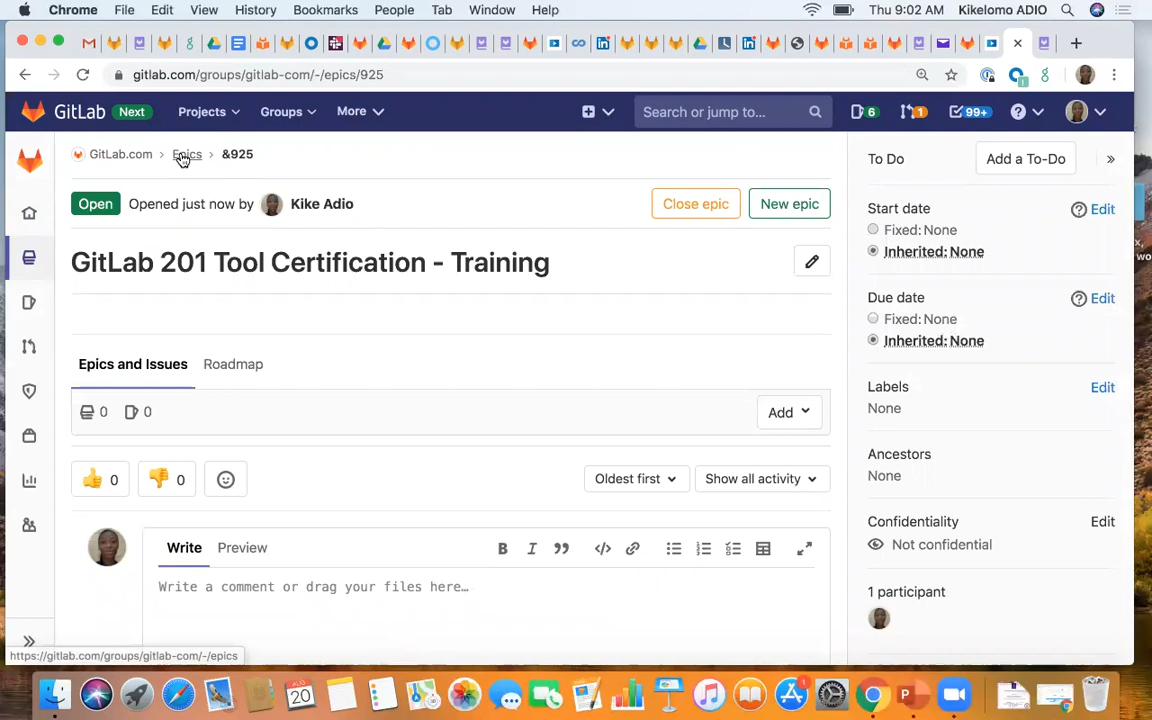 Chrome File Edit View History Bookmarks People Tab Window Help Thu 9:02 AM Kikelomo ADIO
gitlab.com/groups/gitlab-com/-/epics/925
GitLab Next Projects Groups More Search or jump to... 6 1 99+
GitLab.com › Epics › &925
To Do Add a To-Do »
Open Opened just now by Kike Adio Close epic New epic
Start date Edit
Fixed: None
Inherited: None
GitLab 201 Tool Certification - Training
Due date Edit
Fixed: None
Inherited: None
Epics and Issues Roadmap
Labels Edit
None
0 0 Add
Ancestors
None
👍 0 👎 0 Oldest first Show all activity
Confidentiality Edit
Not confidential
Write Preview
Write a comment or drag your files here...
1 participant
https://gitlab.com/groups/gitlab-com/-/epics
AUG
20